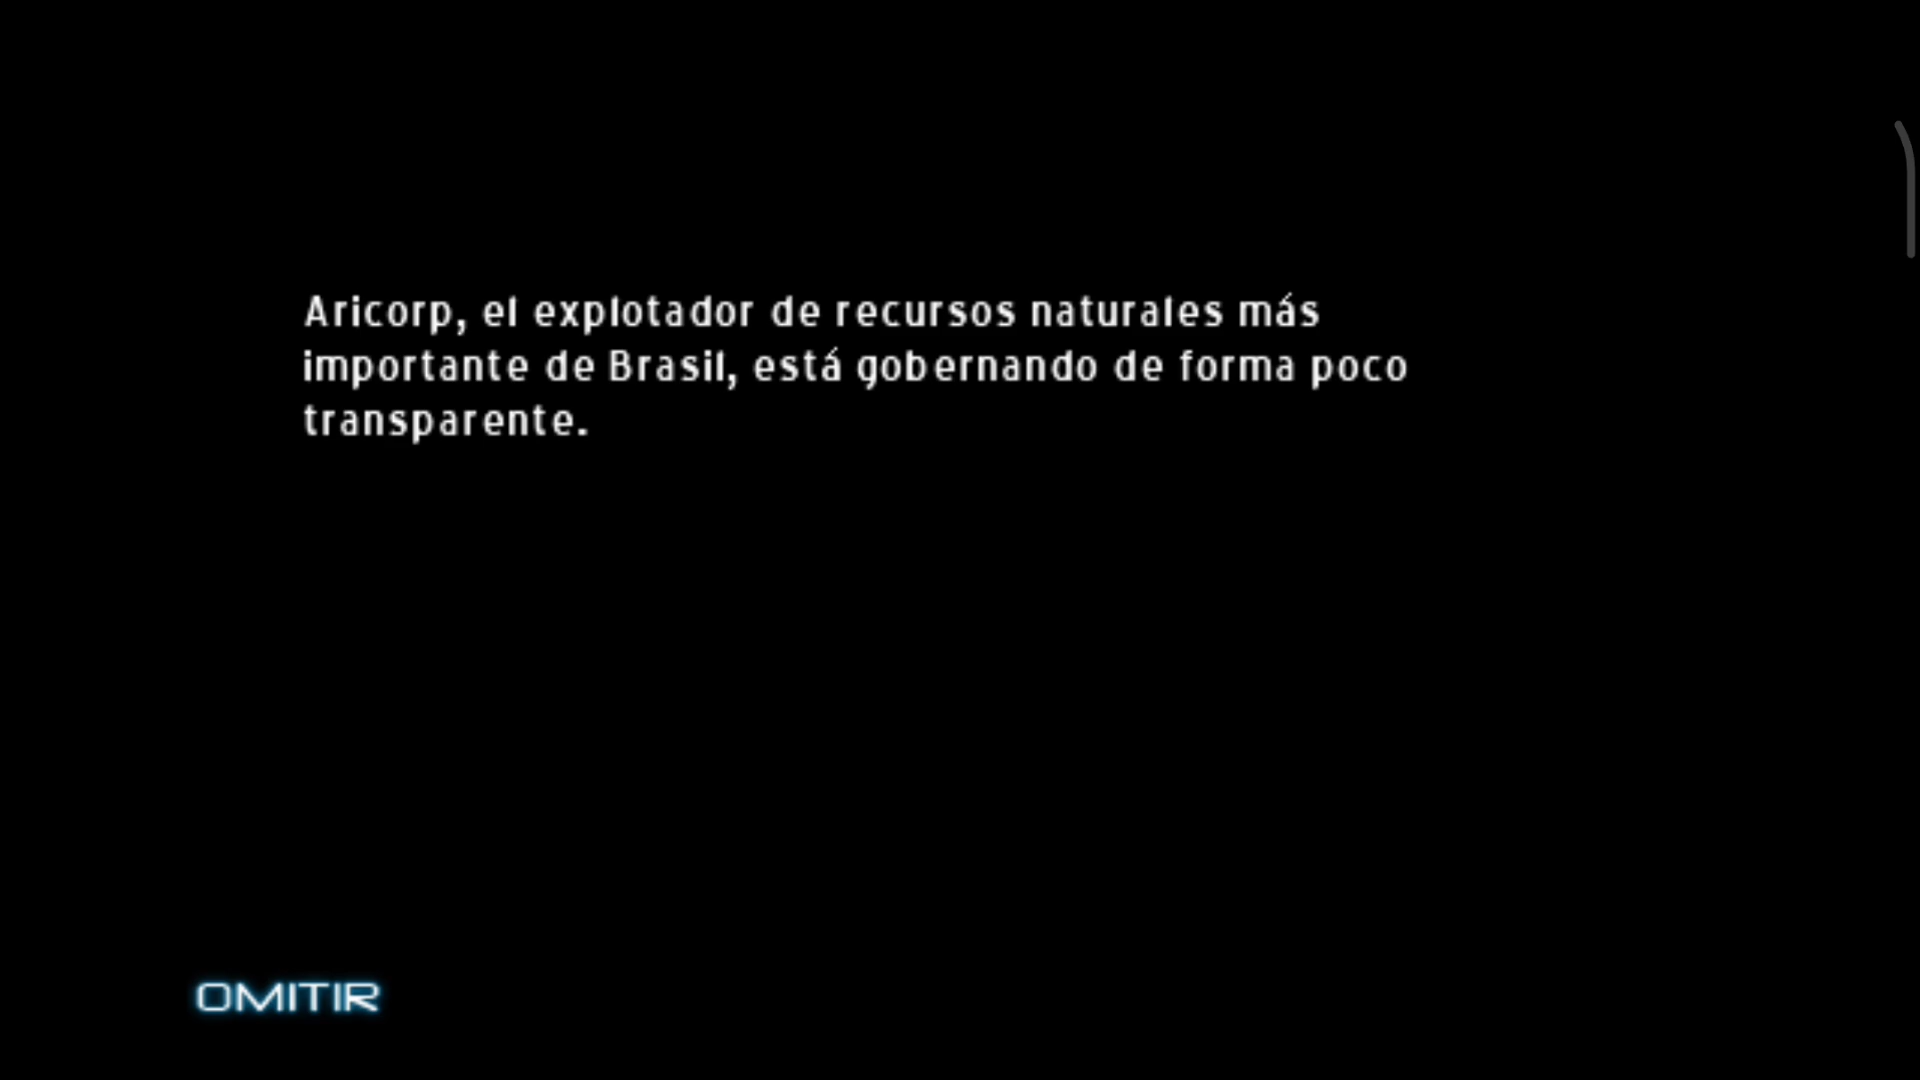 Aricorp, el explotador de recursos naturales más
importante de Brasil, está gobernando de forma poco
transparente.
OMITIR